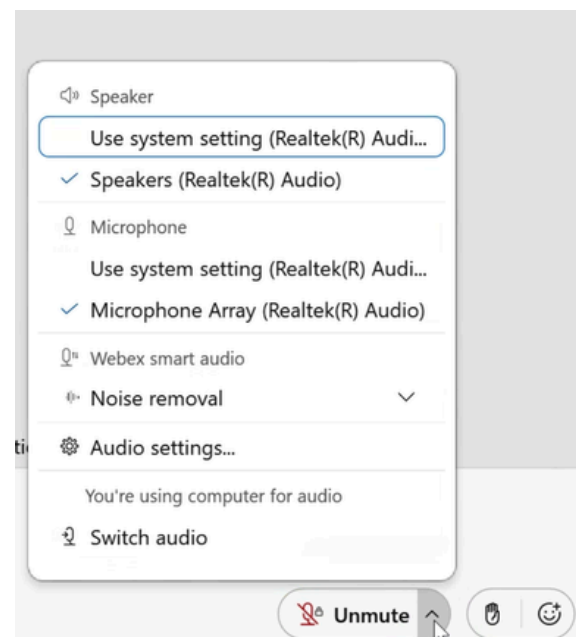 Speaker
Use system setting (Realtek(R) Audi...
Speakers (Realtek(R) Audio)
Microphone
Use system setting (Realtek(R) Audi...
Microphone Array (Realtek(R) Audio)
Webex smart audio
Noise removal
ti
Audio settings...
You're using computer for audio
Switch audio
Unmute